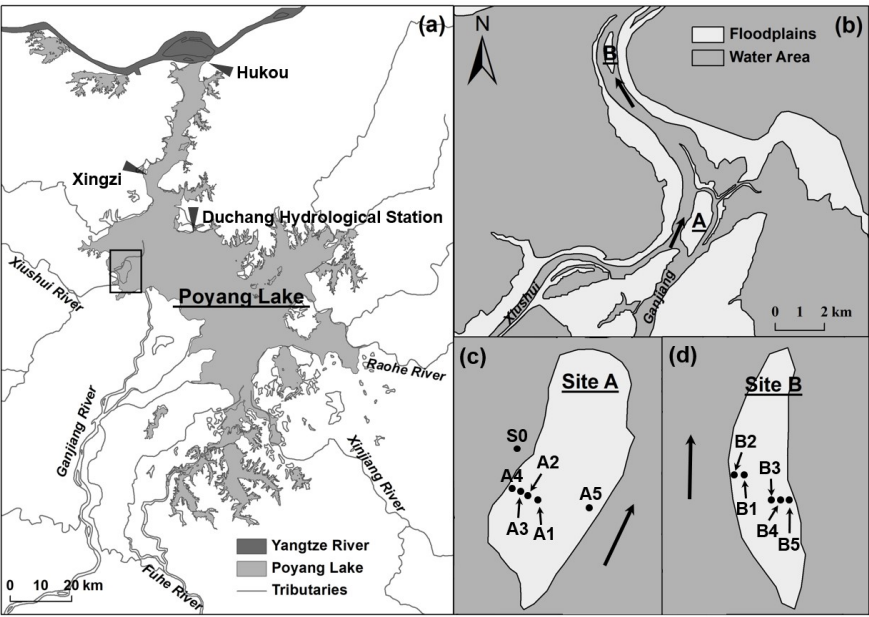 (a)
Hukou
Xingzi
Duchang Hydrological Station
Xiushui River
Poyang Lake
Raohe River
Ganjiang River
Xinjiang River
Fuhe River
Yangtze River
Poyang Lake
Tributaries
0 10 20 km
(b)
N
Floodplains
Water Area
B
A
Xiushui
Ganjiang
0 1 2 km
(c)
Site A
S0
A4
A2
A5
A3
A1
(d)
Site B
B2
B3
B1
B4
B5